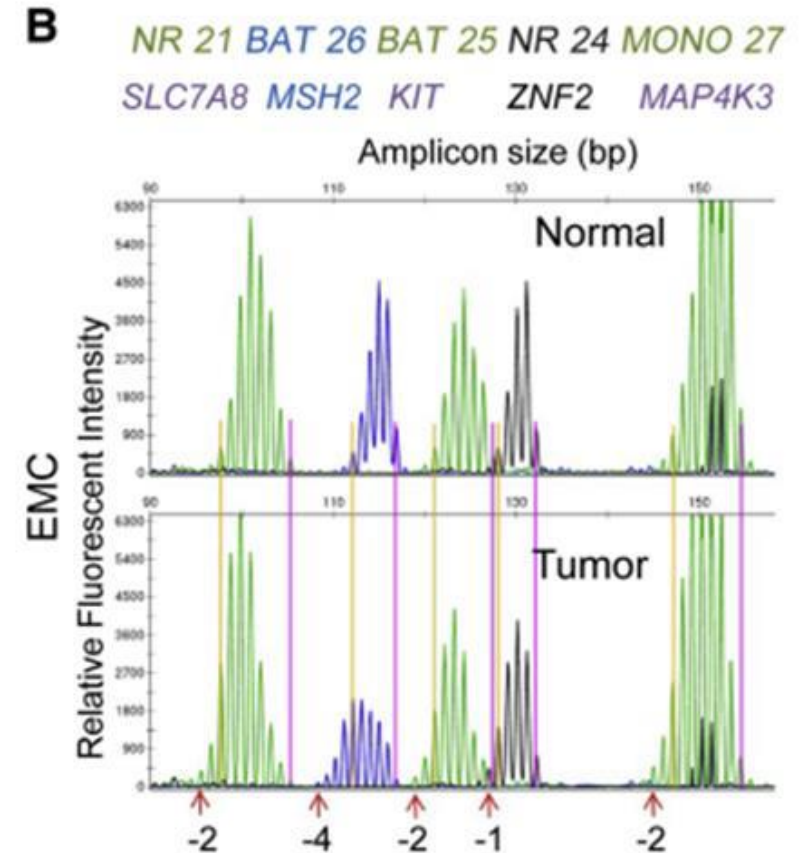 B
NR 21 BAT 26 BAT 25 NR 24 MONO 27
SLC7A8 MSH2 KIT ZNF2 MAP4K3
Amplicon size (bp)
90 110 130 150
6300
5400
4500
3600
2700
1800
900
0
Normal
EMC
Relative Fluorescent Intensity
90 110 130 150
6300
5400
4500
3600
2700
1800
900
0
Tumor
-2 -4 -2 -1 -2